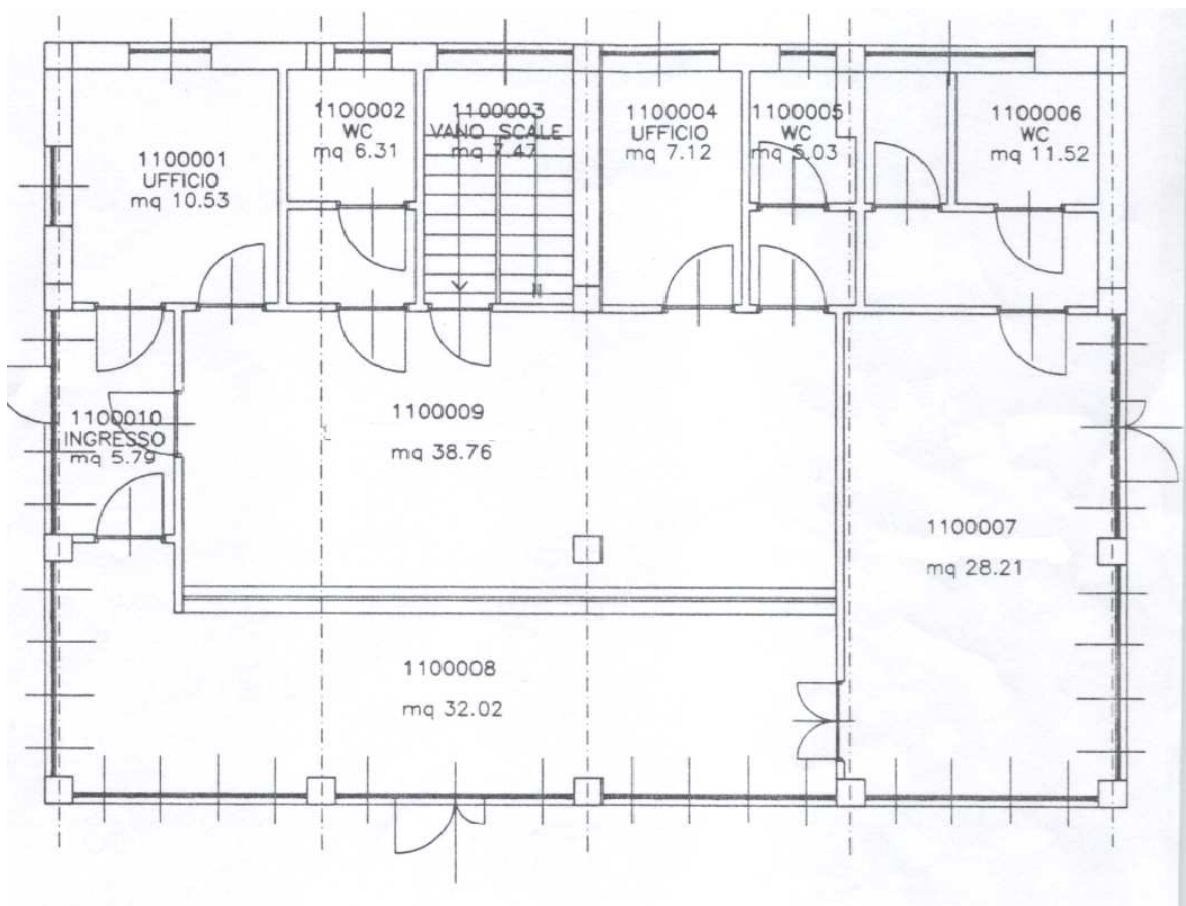 1100001
UFFICIO
mq 10.53
1100002
WC
mq 6.31
1100003
VANO SCALE
mq 7.47
1100004
UFFICIO
mq 7.12
1100005
WC
mq 5.03
1100006
WC
mq 11.52
1100010
INGRESSO
mq 5.79
1100009
mq 38.76
1100007
mq 28.21
1100008
mq 32.02